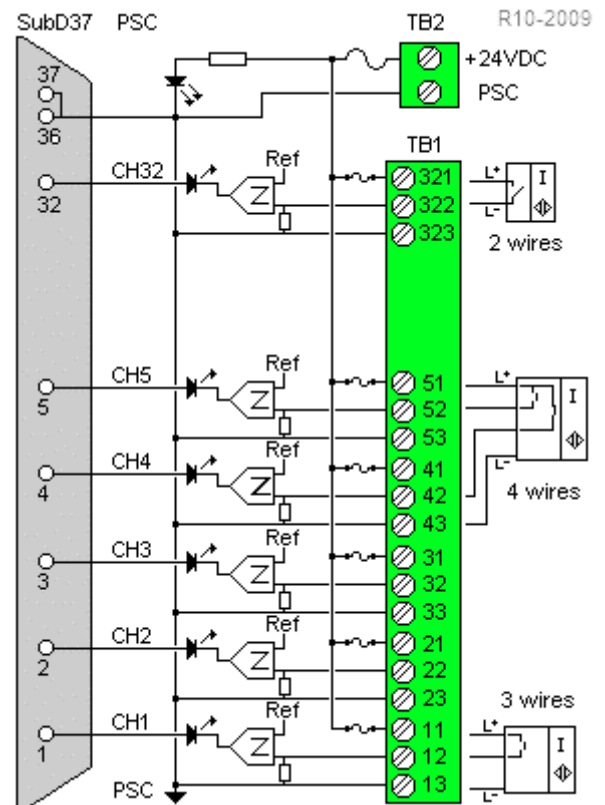 SubD37 PSC TB2 R10-2009
+24VDC
37
PSC
36
TB1
CH32 Ref L+ I
321
32 322 L-
323 2 wires
CH5 Ref 51 L+ I
5 Z 52
53
CH4 Ref 41 L-
4 Z 42 4 wires
43
CH3 Ref 31
3 Z 32
33
CH2 Ref 21
2 Z 22
23 3 wires
CH1 Ref 11 L+ I
1 Z 12
PSC 13 L-